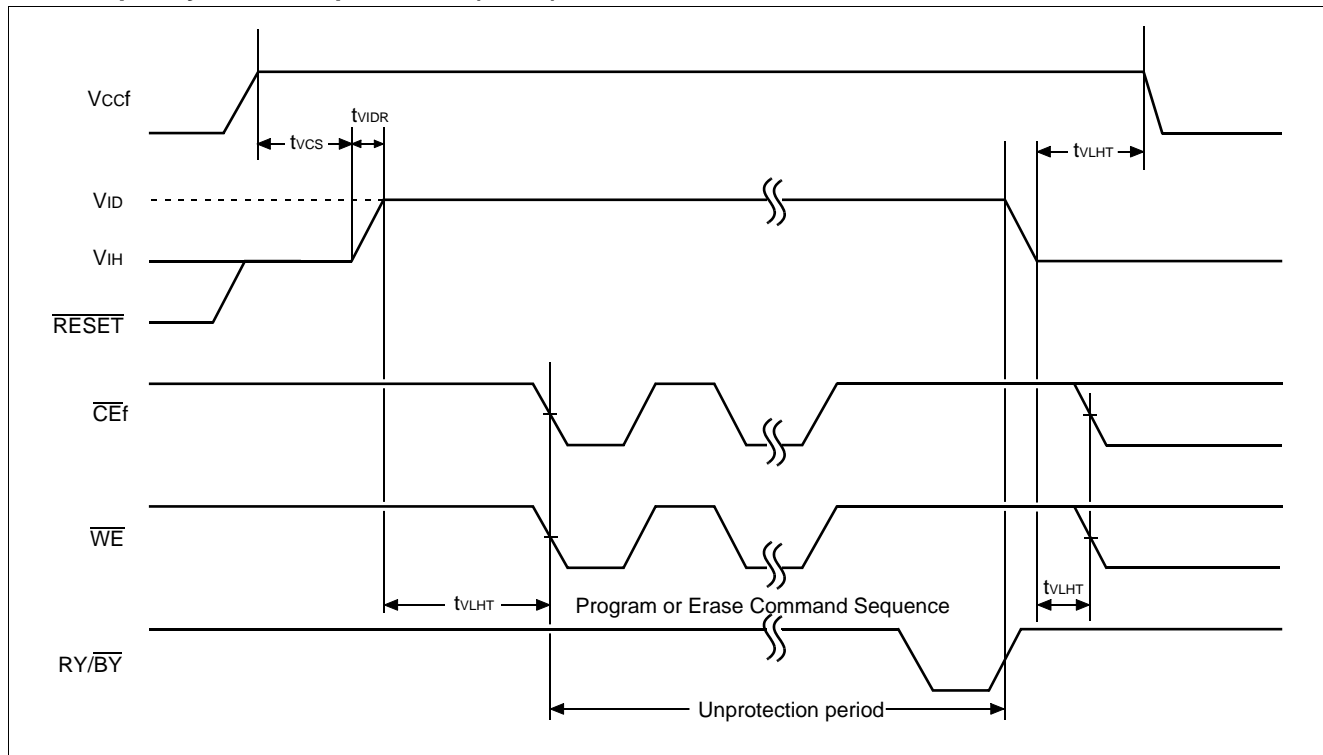 Vccf
tVCS
tVIDR
tVLHT
VID
VIH
RESET
CEf
WE
tVLHT
Program or Erase Command Sequence
tVLHT
RY/BY
Unprotection period